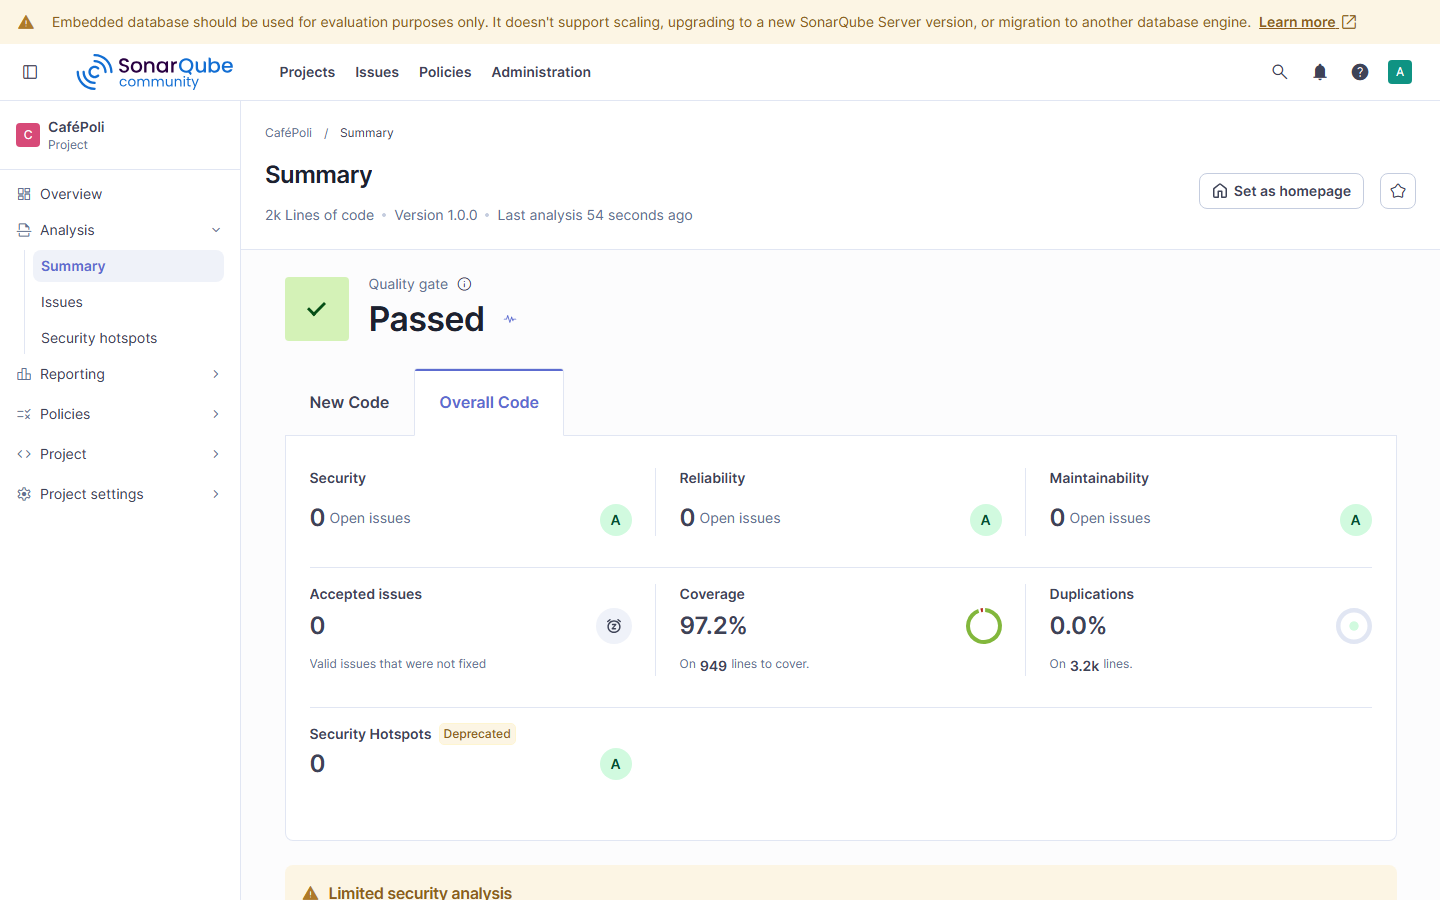 Embedded database should be used for evaluation purposes only. It doesn't support scaling, upgrading to a new SonarQube Server version, or migration to another database engine. Learn more
SonarQube community
Projects Issues Policies Administration
? A
C
CaféPoli
Project
Overview
Analysis
Summary
Issues
Security hotspots
Reporting
Policies
Project
Project settings
CaféPoli / Summary
Summary
2k Lines of code • Version 1.0.0 • Last analysis 54 seconds ago
Set as homepage
Quality gate
Passed
New Code
Overall Code
Security
0 Open issues
A
Reliability
0 Open issues
A
Maintainability
0 Open issues
A
Accepted issues
0
Valid issues that were not fixed
Coverage
97.2%
On 949 lines to cover.
Duplications
0.0%
On 3.2k lines.
Security Hotspots Deprecated
0
A
Limited security analysis